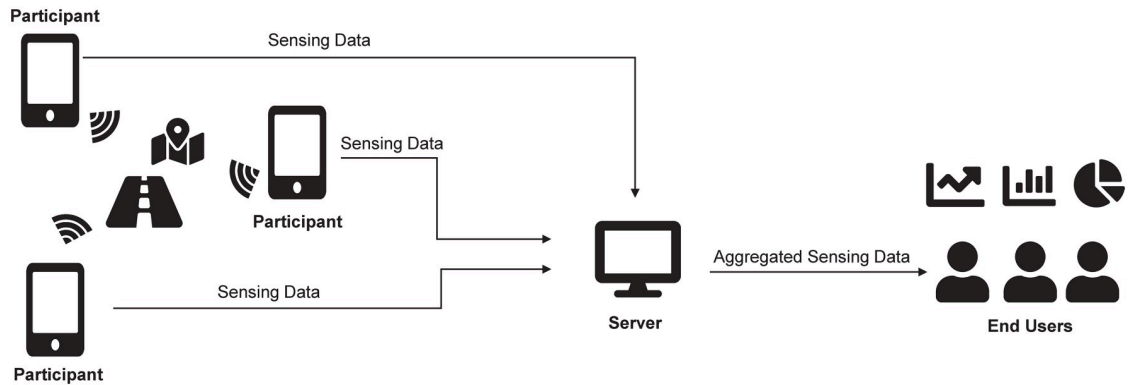 Participant
Sensing Data
Sensing Data
Participant
Aggregated Sensing Data
Sensing Data
Server
End Users
Participant